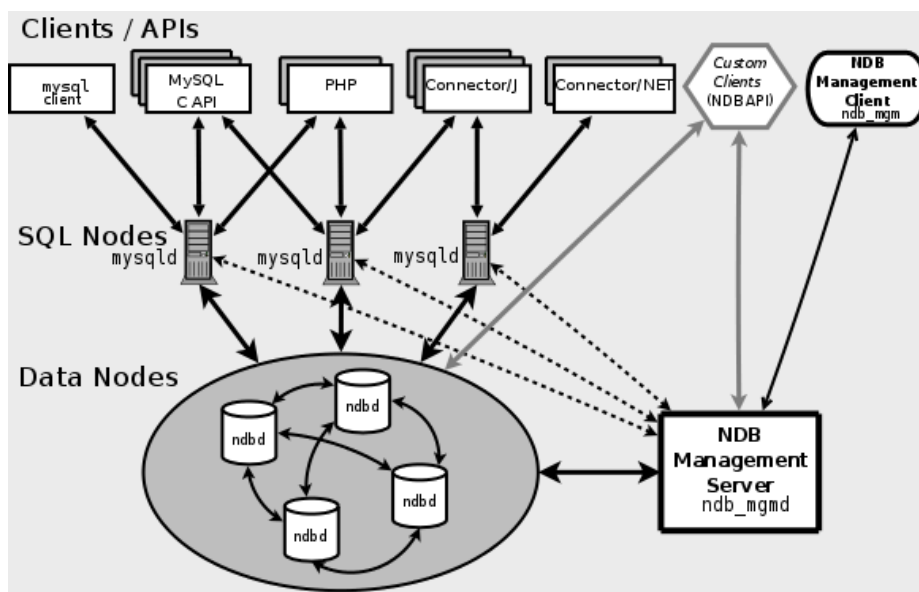 Clients / APIs
mysql
client
MySQL
C API
PHP
Connector/J
Connector/NET
Custom
Clients
(NDBAPI)
NDB
Management
Client
ndb_mgm
SQL Nodes
mysqld
mysqld
mysqld
Data Nodes
ndbd
ndbd
ndbd
ndbd
NDB
Management
Server
ndb_mgmd